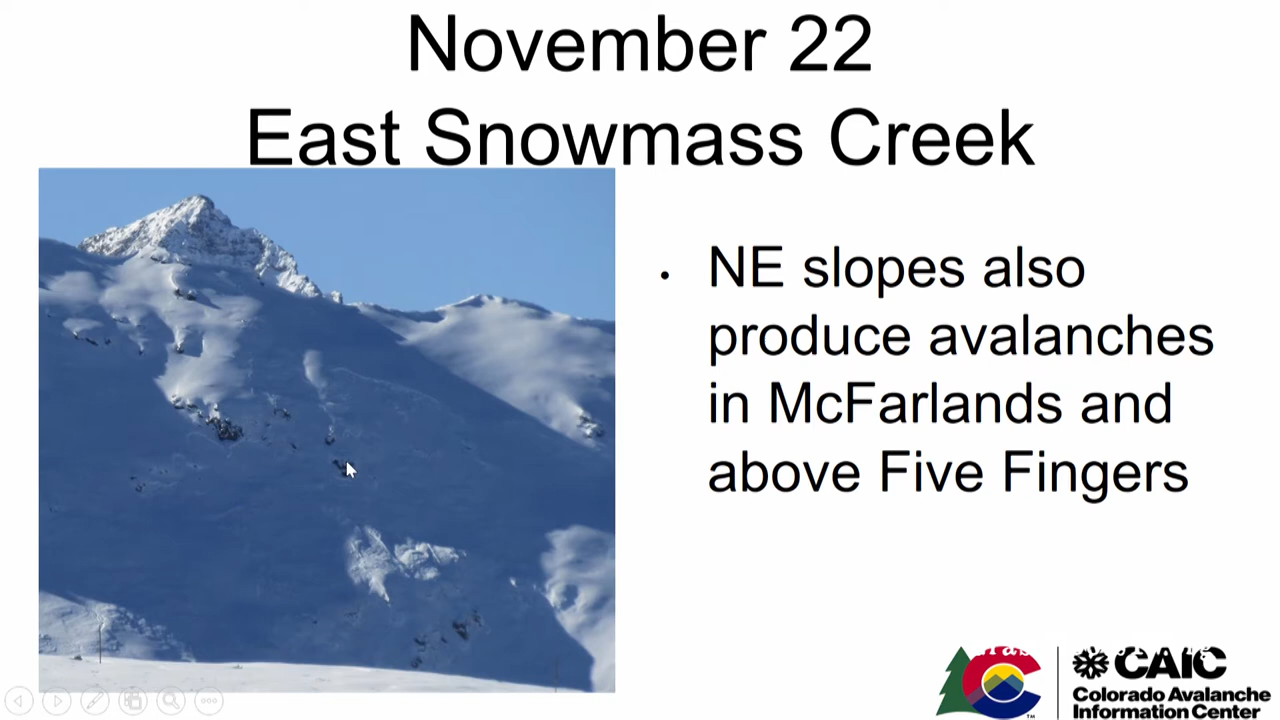 November 22
East Snowmass Creek
• NE slopes also
produce avalanches
in McFarlands and
above Five Fingers
CAIC
Colorado Avalanche
Information Center
TM